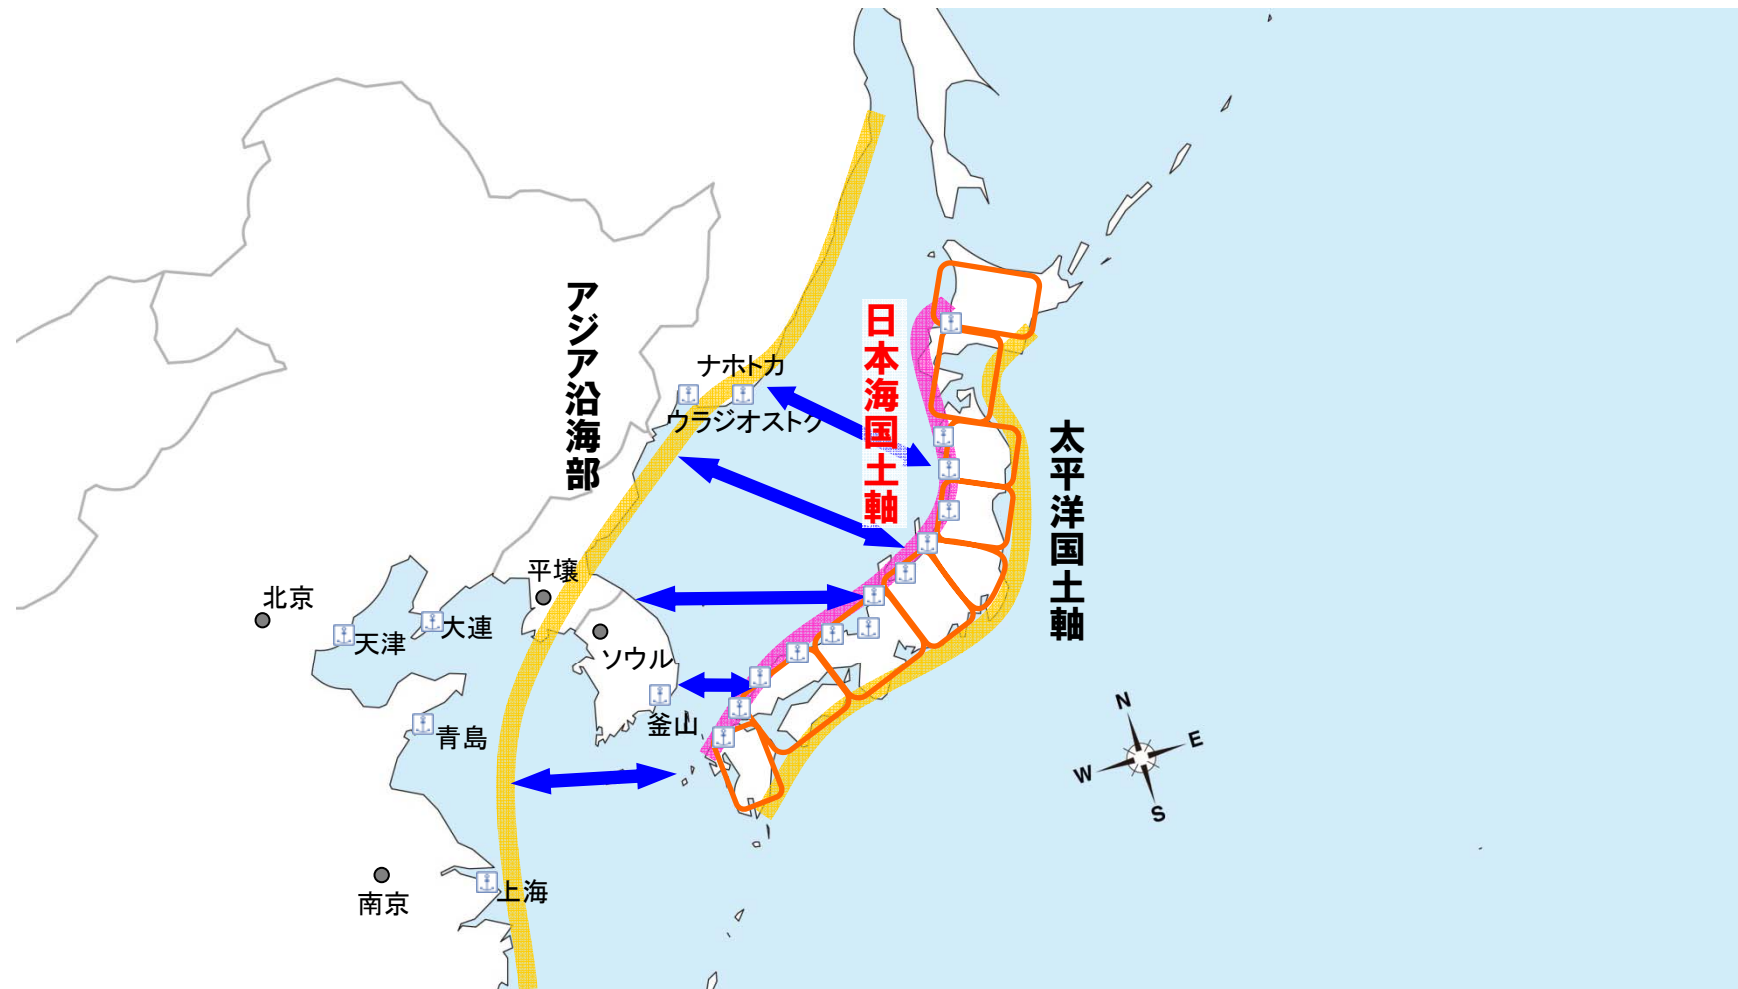 アジア沿海部
日本海国土軸
太平洋国土軸
ナホトカ
ウラジオストク
平壌
北京
大連
天津
ソウル
釜山
青島
南京
上海
N
E
W
S